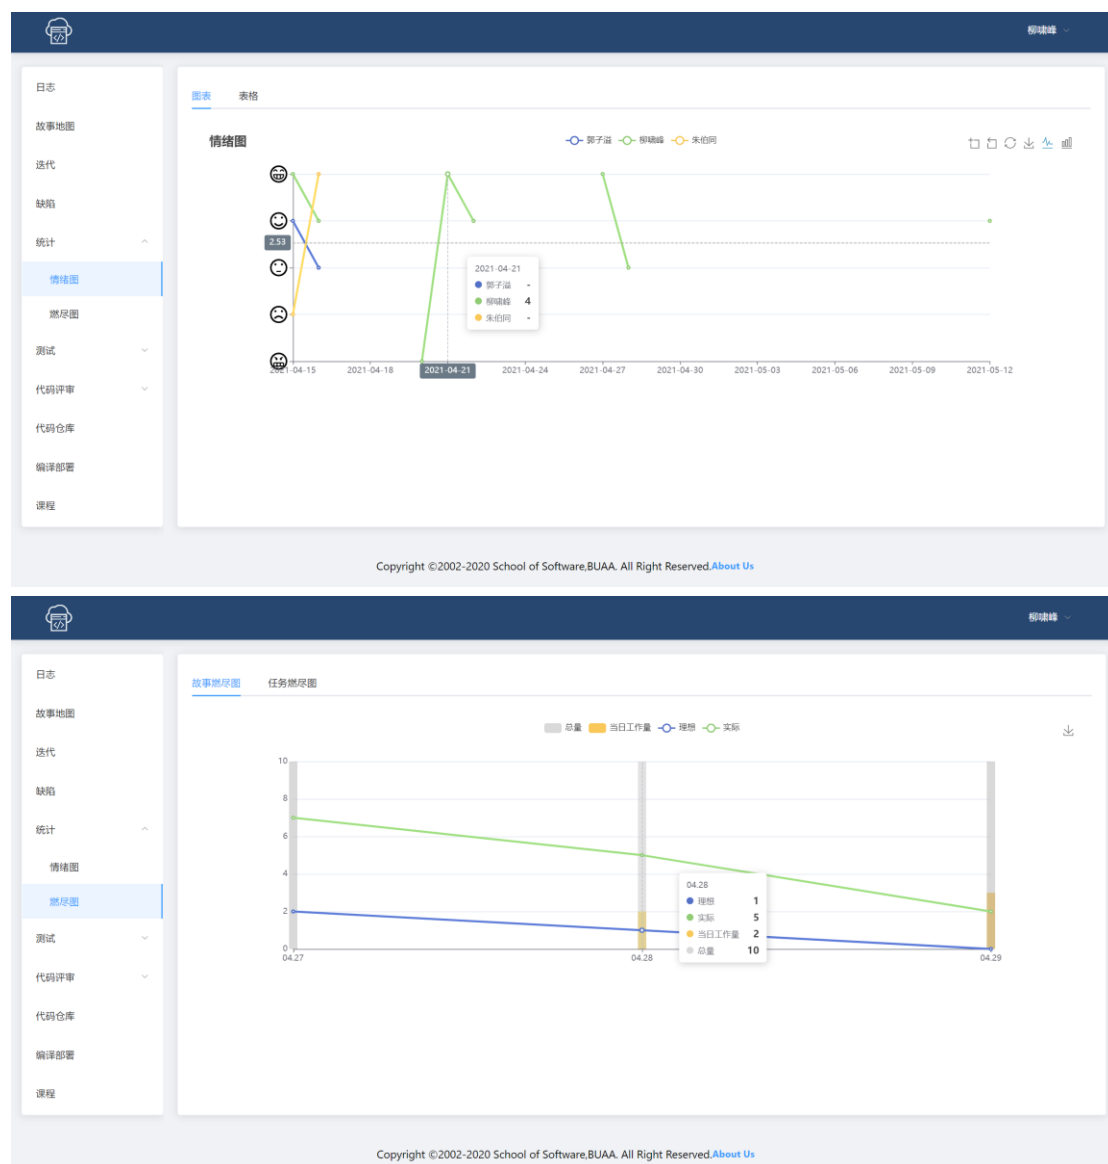 柳啸峰
日志
故事地图
迭代
缺陷
统计
情绪图
燃尽图
测试
代码评审
代码仓库
编译部署
课程
图表 表格
情绪图
郭子溢 柳啸峰 朱伯同
2.53
2021-04-21
郭子溢 -
柳啸峰 4
朱伯同 -
2021-04-15 2021-04-18 2021-04-21 2021-04-24 2021-04-27 2021-04-30 2021-05-03 2021-05-06 2021-05-09 2021-05-12
Copyright ©2002-2020 School of Software,BUAA. All Right Reserved.About Us
柳啸峰
日志
故事地图
迭代
缺陷
统计
情绪图
燃尽图
测试
代码评审
代码仓库
编译部署
课程
故事燃尽图 任务燃尽图
总量 当日工作量 理想 实际
10
8
6
4
2
0
04.28
理想 1
实际 5
当日工作量 2
总量 10
04.27 04.28 04.29
Copyright ©2002-2020 School of Software,BUAA. All Right Reserved.About Us